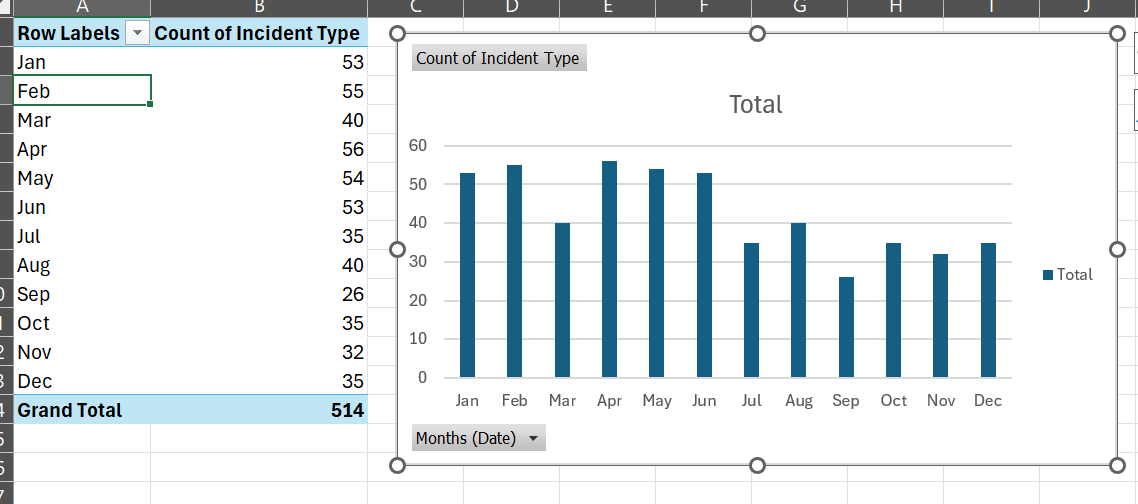 A B C D E F G H I J
Row Labels Count of Incident Type
Jan 53
Feb 55
Mar 40
Apr 56
May 54
Jun 53
Jul 35
Aug 40
Sep 26
Oct 35
Nov 32
Dec 35
Grand Total 514
Count of Incident Type
Total
60
50
40
30
20
10
0
Jan Feb Mar Apr May Jun Jul Aug Sep Oct Nov Dec
Total
Months (Date)